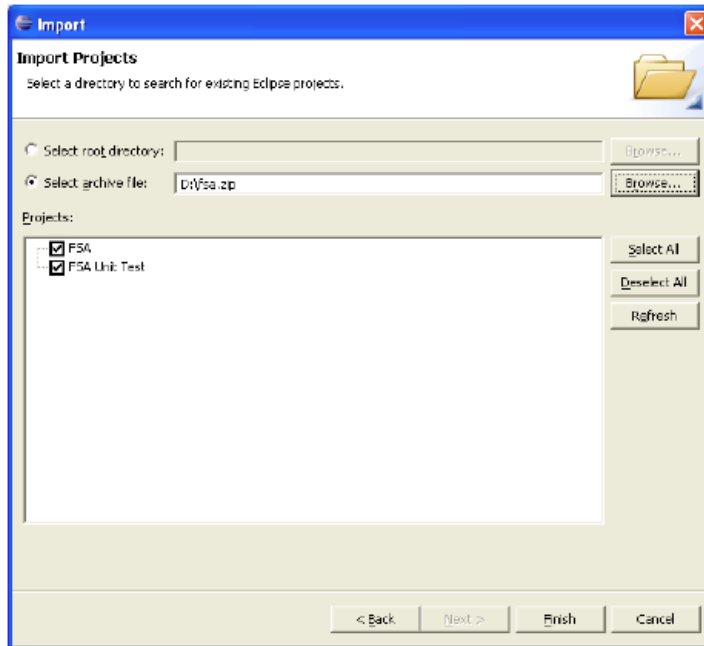 Import
Import Projects
Select a directory to search for existing Eclipse projects.
Select root directory:
Browse...
Select archive file:
D:\fsa.zip
Browse...
Projects:
FSA
FSA Unit Test
Select All
Deselect All
Refresh
< Back
Next >
Finish
Cancel